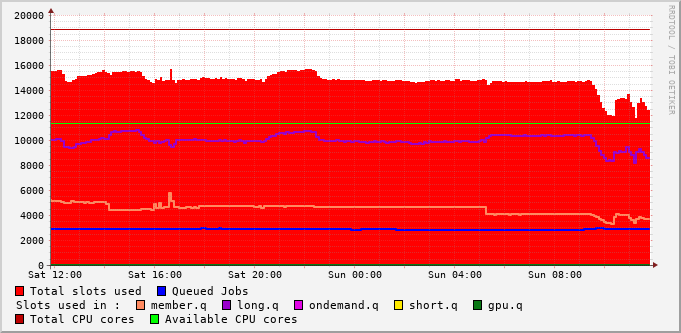 20000
18000
16000
14000
12000
10000
8000
6000
4000
2000
0
Sat 12:00 Sat 16:00 Sat 20:00 Sun 00:00 Sun 04:00 Sun 08:00
RRDTOOL / TOBI OETIKER
Total slots used Queued Jobs
Slots used in : member.q long.q ondemand.q short.q gpu.q
Total CPU cores Available CPU cores